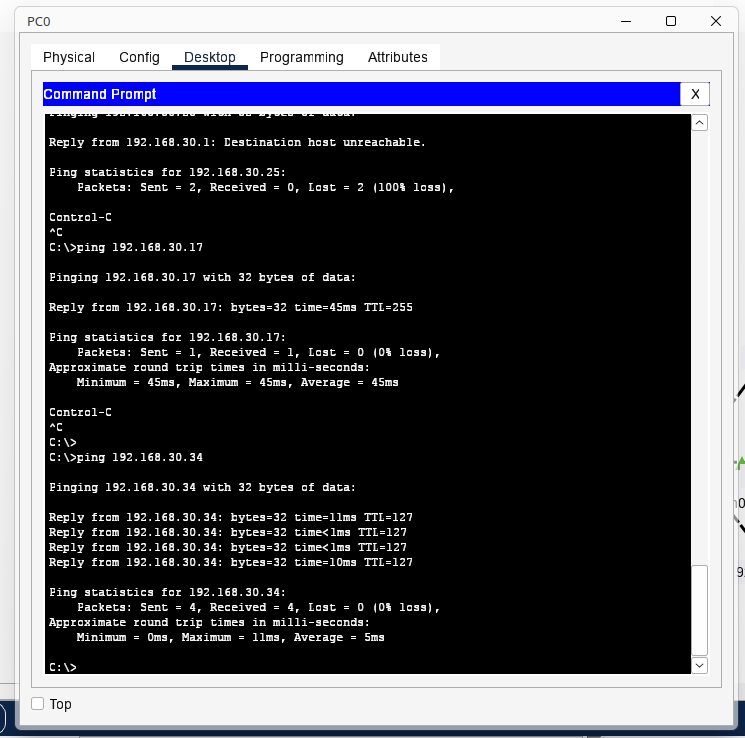 PC0
Physical Config Desktop Programming Attributes
Command Prompt X
Reply from 192.168.30.1: Destination host unreachable.
Ping statistics for 192.168.30.25:
Packets: Sent = 2, Received = 0, Lost = 2 (100% loss),
Control-C
^C
C:\>ping 192.168.30.17
Pinging 192.168.30.17 with 32 bytes of data:
Reply from 192.168.30.17: bytes=32 time=45ms TTL=255
Ping statistics for 192.168.30.17:
Packets: Sent = 1, Received = 1, Lost = 0 (0% loss),
Approximate round trip times in milli-seconds:
Minimum = 45ms, Maximum = 45ms, Average = 45ms
Control-C
^C
C:\>
C:\>ping 192.168.30.34
Pinging 192.168.30.34 with 32 bytes of data:
Reply from 192.168.30.34: bytes=32 time=11ms TTL=127
Reply from 192.168.30.34: bytes=32 time<1ms TTL=127
Reply from 192.168.30.34: bytes=32 time<1ms TTL=127
Reply from 192.168.30.34: bytes=32 time=10ms TTL=127
Ping statistics for 192.168.30.34:
Packets: Sent = 4, Received = 4, Lost = 0 (0% loss),
Approximate round trip times in milli-seconds:
Minimum = 0ms, Maximum = 11ms, Average = 5ms
C:\>
Top